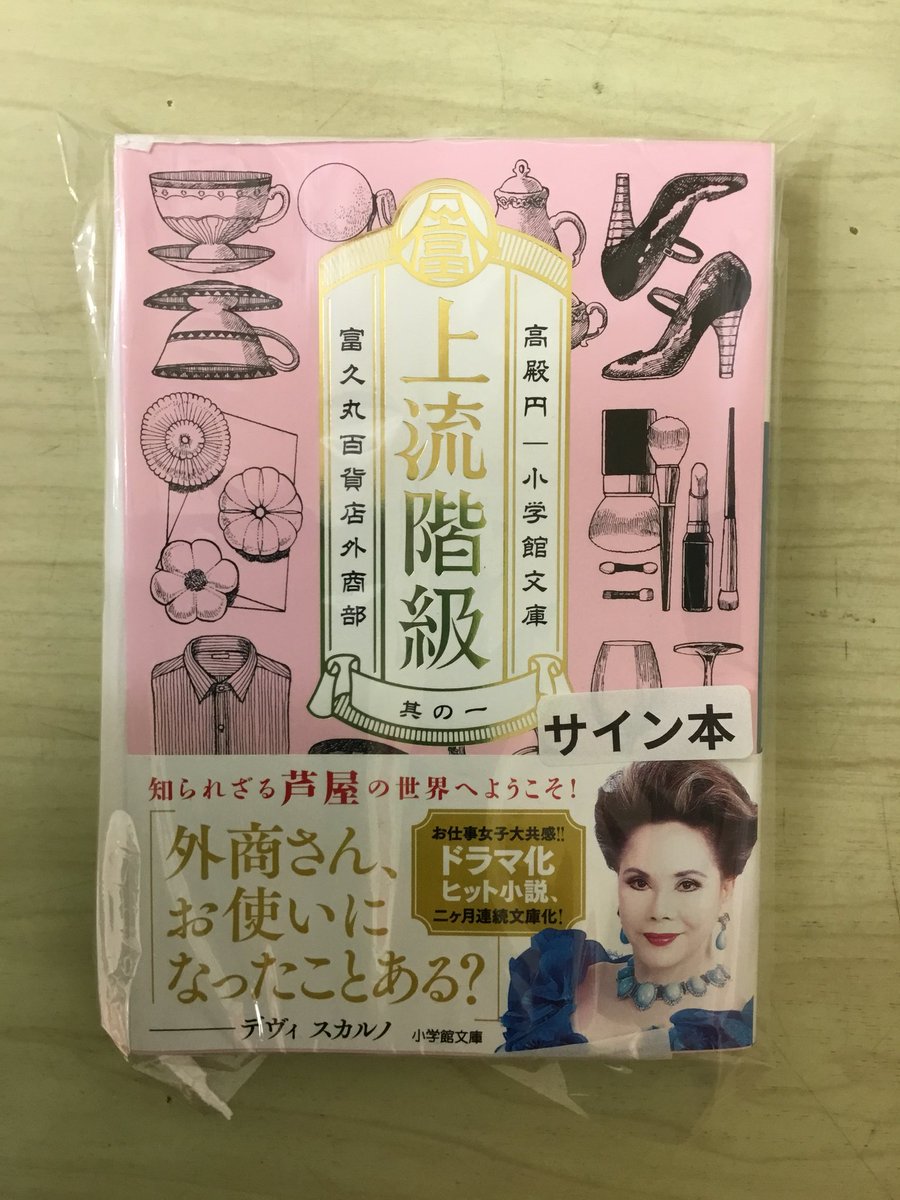 高殿円―小学館文庫
上流階級
富久丸百貨店外商部
其の一
サイン本
知られざる芦屋の世界へようこそ!
「外商さん、
お使いに
なったことある?」
デヴィ スカルノ
お仕事女子大共感!!
ドラマ化
ヒット小説、
二ヶ月連続文庫化!
小学館文庫